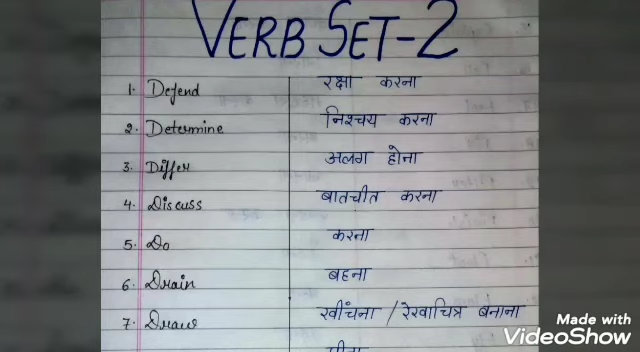 VERB SET-2
1. Defend रक्षा करना
2. Determine निश्चय करना
3. Differ अलग होना
4. Discuss बातचीत करना
5. Do करना
6. Drain बहना
7. Draw खींचना / रेखाचित्र बनाना
Made with
VideoShow